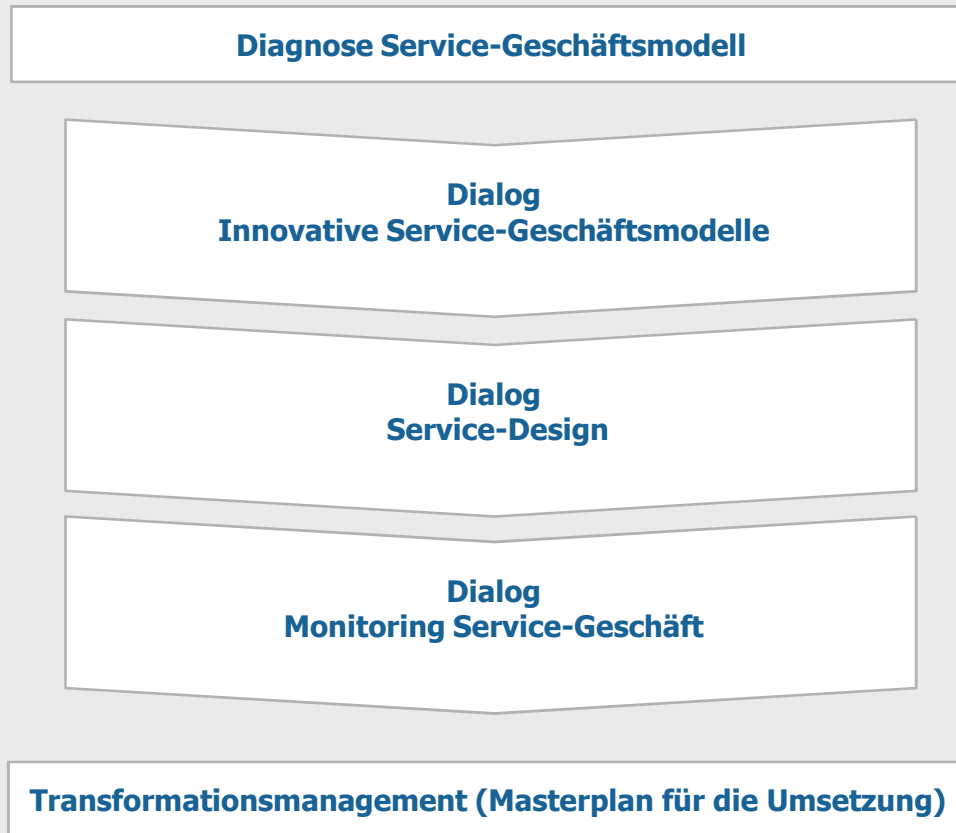 Diagnose Service-Geschäftsmodell
Dialog
Innovative Service-Geschäftsmodelle
Dialog
Service-Design
Dialog
Monitoring Service-Geschäft
Transformationsmanagement (Masterplan für die Umsetzung)